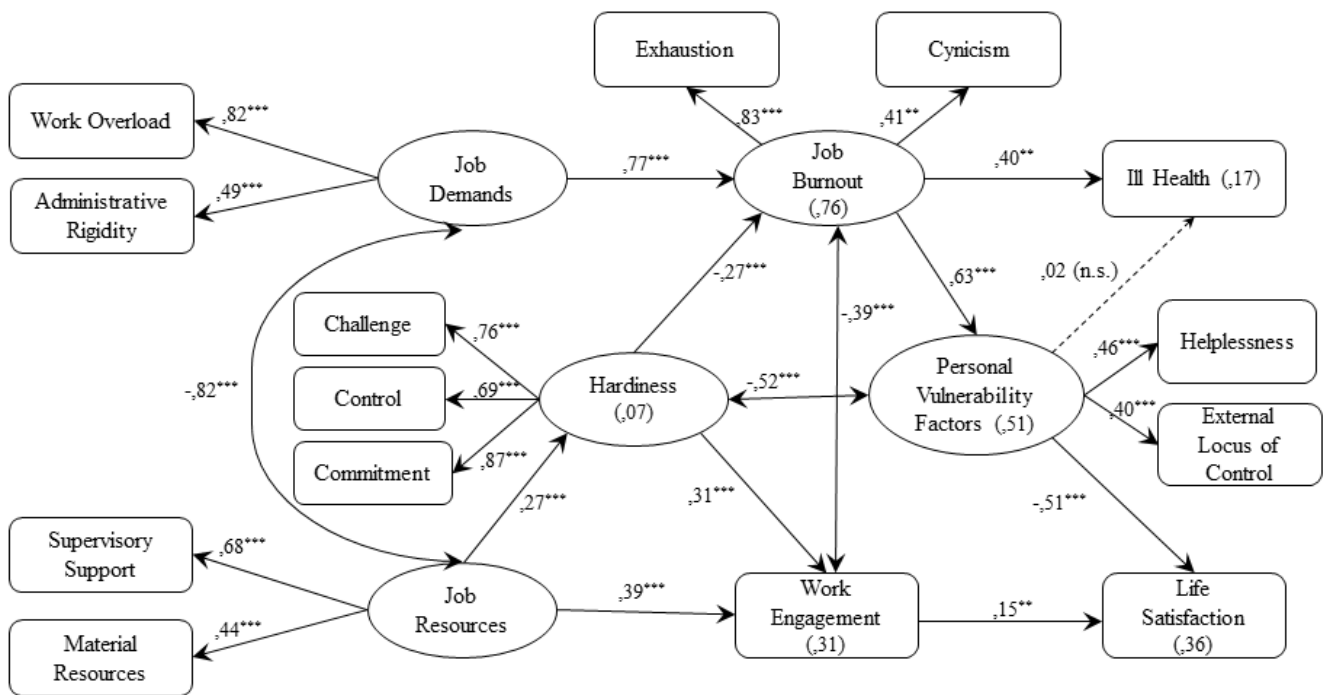 Exhaustion
Cynicism
Work Overload
,82***
,83***
,41**
Job
Demands
,77***
Job
Burnout
(,76)
,40**
Ill Health (,17)
Administrative
Rigidity
,49***
-,27***
,63***
,02 (n.s.)
Challenge
,76***
-,39***
Helplessness
,46***
-,82***
Control
,69***
Hardiness
(,07)
-,52***
Personal
Vulnerability
Factors (,51)
,40***
External
Locus of
Control
Commitment
,87***
,27***
,31***
-,51***
Supervisory
Support
,68***
Job
Resources
,39***
Work
Engagement
(,31)
,15**
Life
Satisfaction
(,36)
Material
Resources
,44***